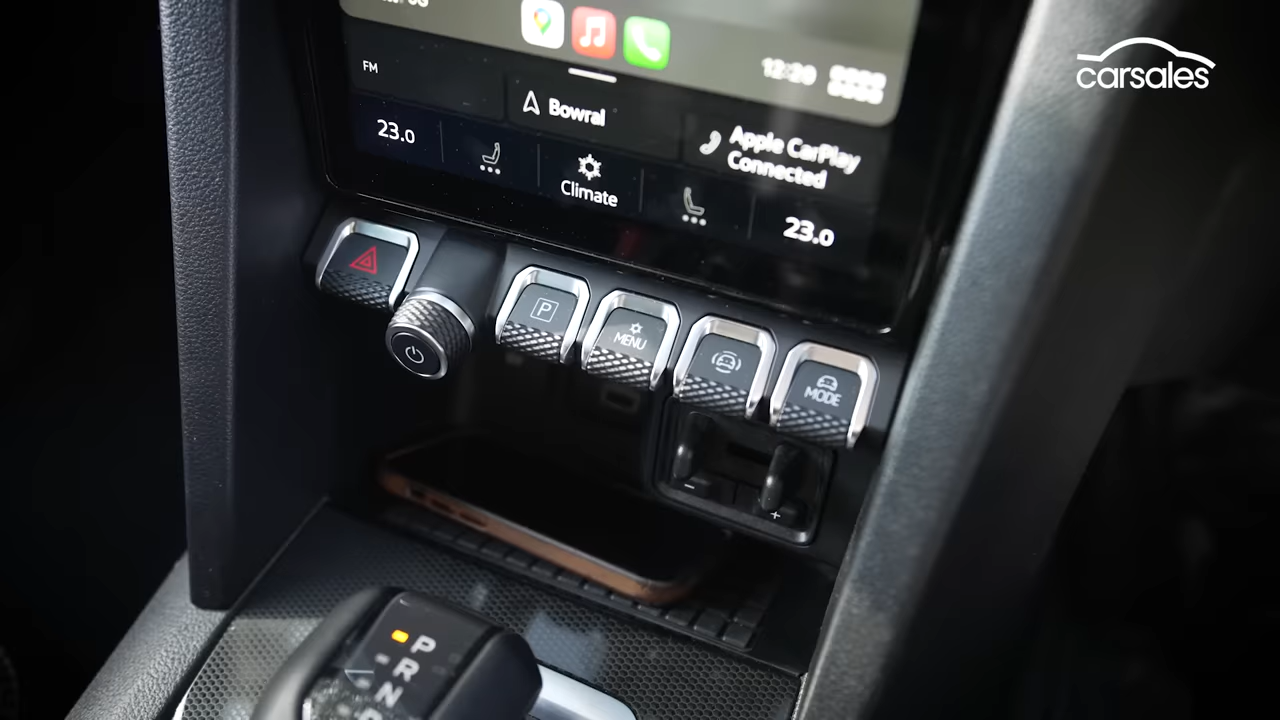 carsales
12:20
FM
Bowral
Apple CarPlay
Connected
23.0
Climate
23.0
P
MENU
MODE
−
+
P
R
N